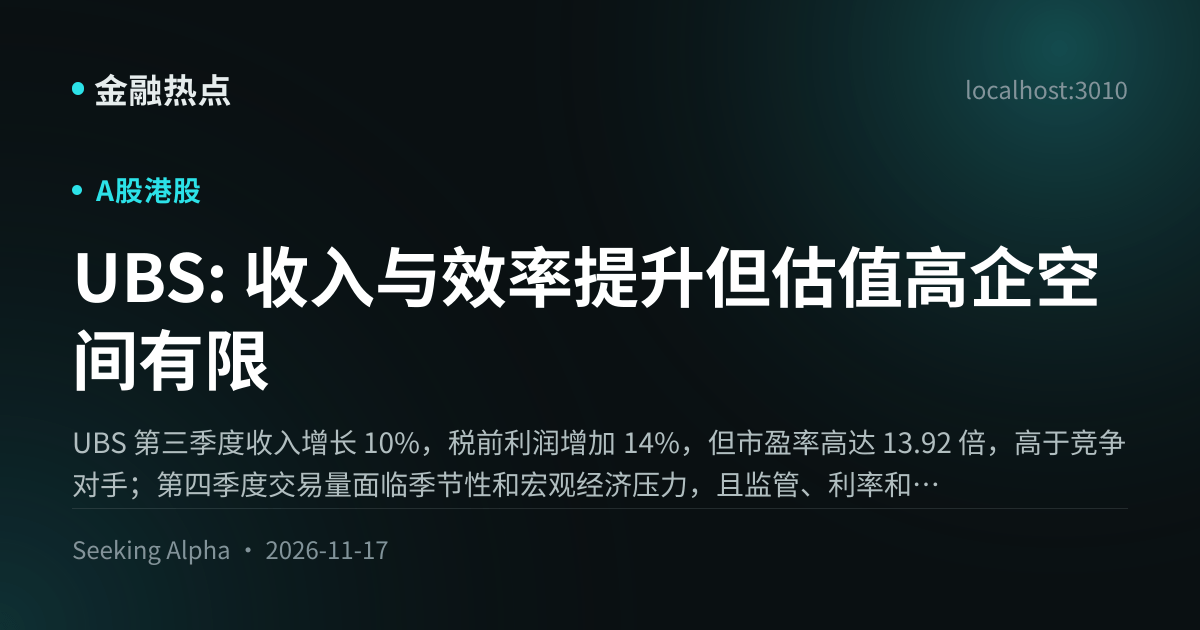 金融热点
localhost:3010
A股港股
UBS: 收入与效率提升但估值高企空
间有限
UBS 第三季度收入增长 10%，税前利润增加 14%，但市盈率高达 13.92 倍，高于竞争
对手；第四季度交易量面临季节性和宏观经济压力，且监管、利率和…
Seeking Alpha · 2026-11-17